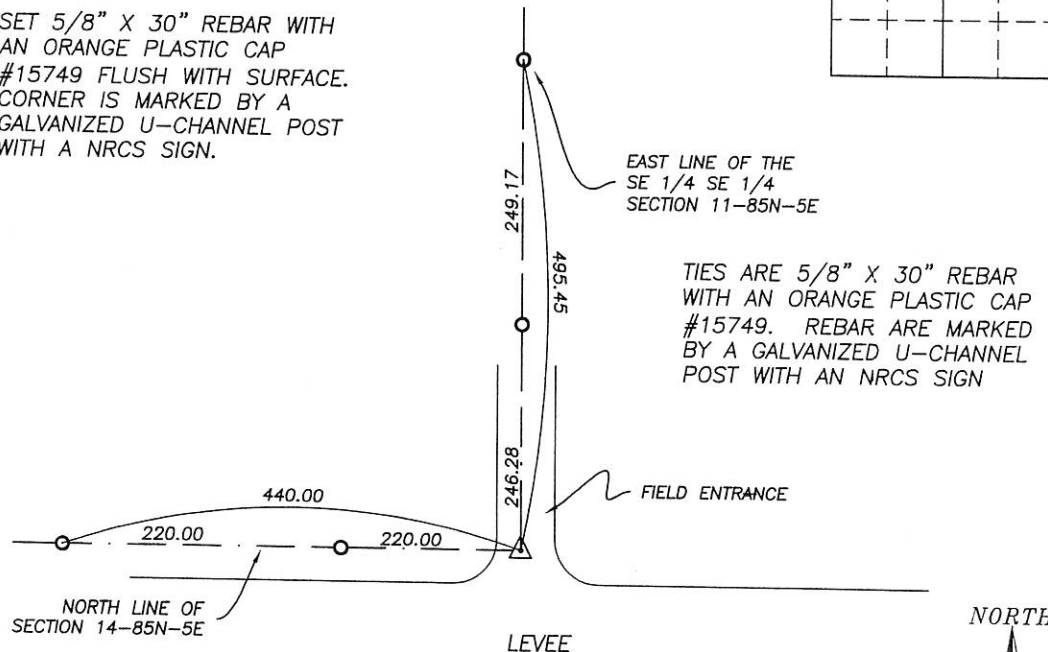 SET 5/8" X 30" REBAR WITH
AN ORANGE PLASTIC CAP
#15749 FLUSH WITH SURFACE.
CORNER IS MARKED BY A
GALVANIZED U-CHANNEL POST
WITH A NRCS SIGN.
EAST LINE OF THE
SE 1/4 SE 1/4
SECTION 11-85N-5E
249.17
495.45
TIES ARE 5/8" X 30" REBAR
WITH AN ORANGE PLASTIC CAP
#15749. REBAR ARE MARKED
BY A GALVANIZED U-CHANNEL
POST WITH AN NRCS SIGN
246.28
FIELD ENTRANCE
440.00
220.00
220.00
NORTH LINE OF
SECTION 14-85N-5E
LEVEE
NORTH